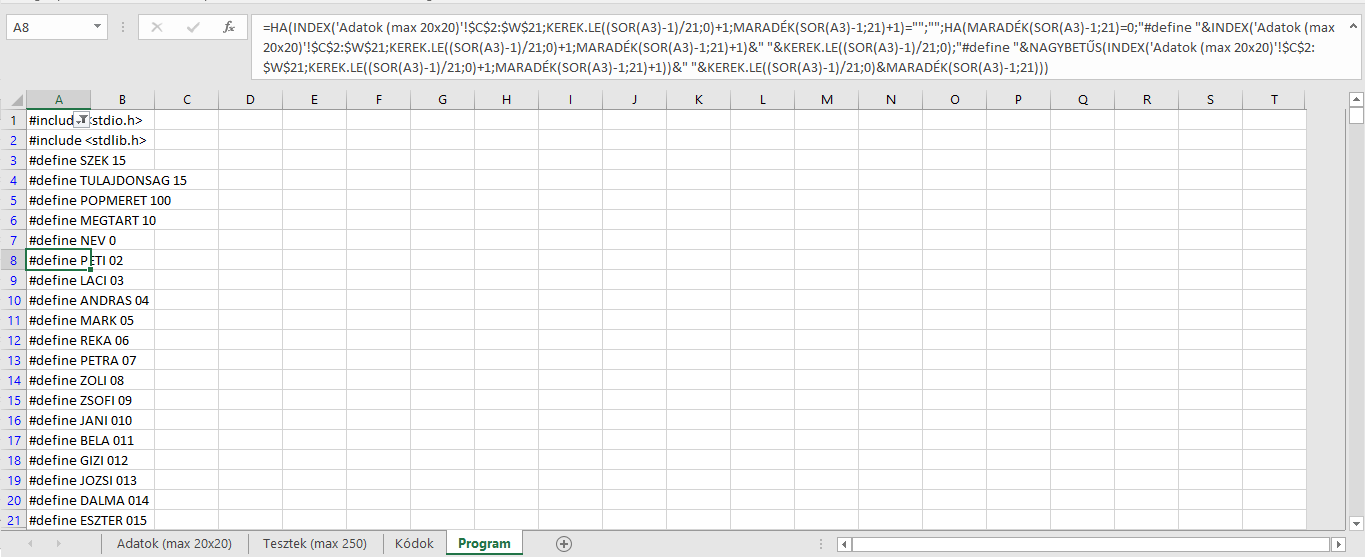 A8
fx
=HA(INDEX('Adatok (max 20x20)'!$C$2:$W$21;KEREK.LE((SOR(A3)-1)/21;0)+1;MARADÉK(SOR(A3)-1;21)+1)="";"";HA(MARADÉK(SOR(A3)-1;21)=0;"#define "&INDEX('Adatok (max
20x20)'!$C$2:$W$21;KEREK.LE((SOR(A3)-1)/21;0)+1;MARADÉK(SOR(A3)-1;21)+1)&" "&KEREK.LE((SOR(A3)-1)/21;0);"#define "&NAGYBETŰS(INDEX('Adatok (max 20x20)'!$C$2:
$W$21;KEREK.LE((SOR(A3)-1)/21;0)+1;MARADÉK(SOR(A3)-1;21)+1))&" "&KEREK.LE((SOR(A3)-1)/21;0)&MARADÉK(SOR(A3)-1;21)))
A B C D E F G H I J K L M N O P Q R S T
1 #includ <stdio.h>
2 #include <stdlib.h>
3 #define SZEK 15
4 #define TULAJDONSAG 15
5 #define POPMERET 100
6 #define MEGTART 10
7 #define NEV 0
8 #define PETI 02
9 #define LACI 03
10 #define ANDRAS 04
11 #define MARK 05
12 #define REKA 06
13 #define PETRA 07
14 #define ZOLI 08
15 #define ZSOFI 09
16 #define JANI 010
17 #define BELA 011
18 #define GIZI 012
19 #define JOZSI 013
20 #define DALMA 014
21 #define ESZTER 015
Adatok (max 20x20) Tesztek (max 250) Kódok Program